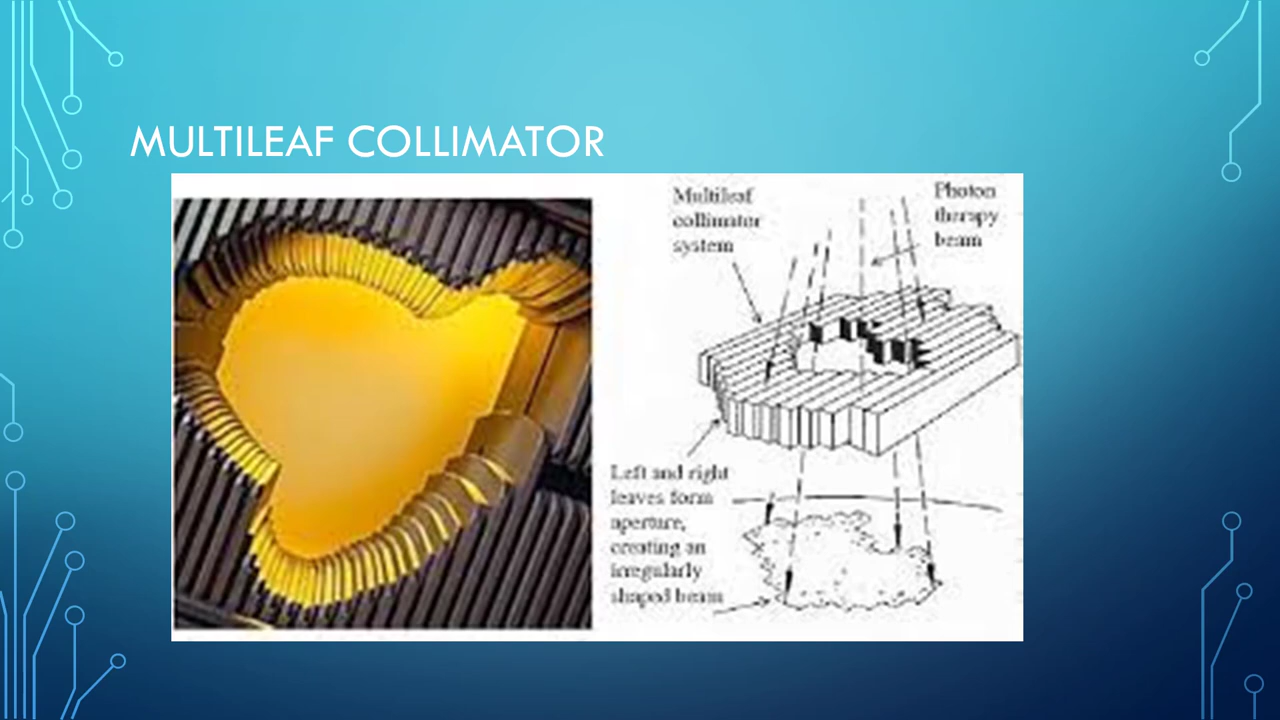 MULTILEAF COLLIMATOR
Multileaf
collimator
system
Photon
therapy
beam
Left and right
leaves form
aperture,
creating an
irregularly
shaped beam